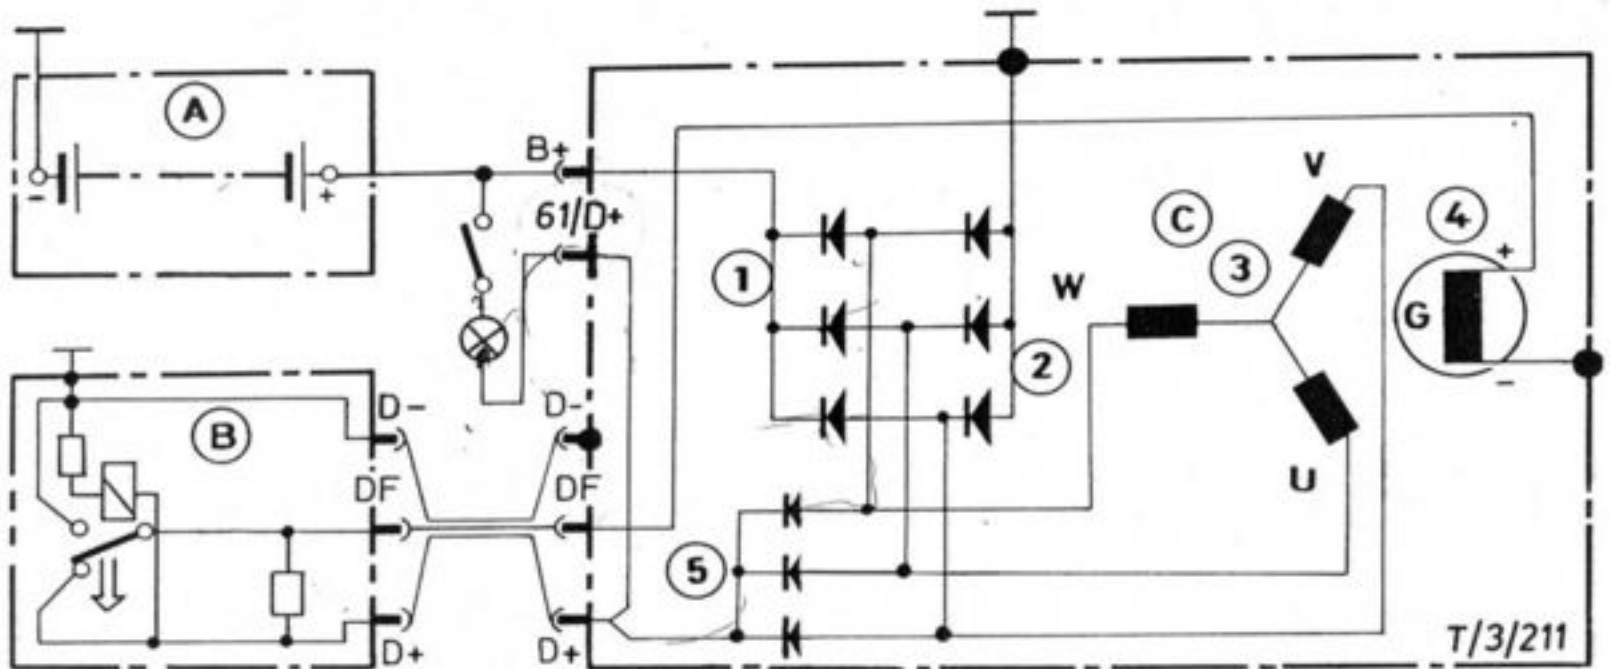 A
B+
61/D+
1
2
C
3
V
W
U
4
+
G
-
-
+
B
D-
D-
DF
DF
D+
D+
5
T/3/211